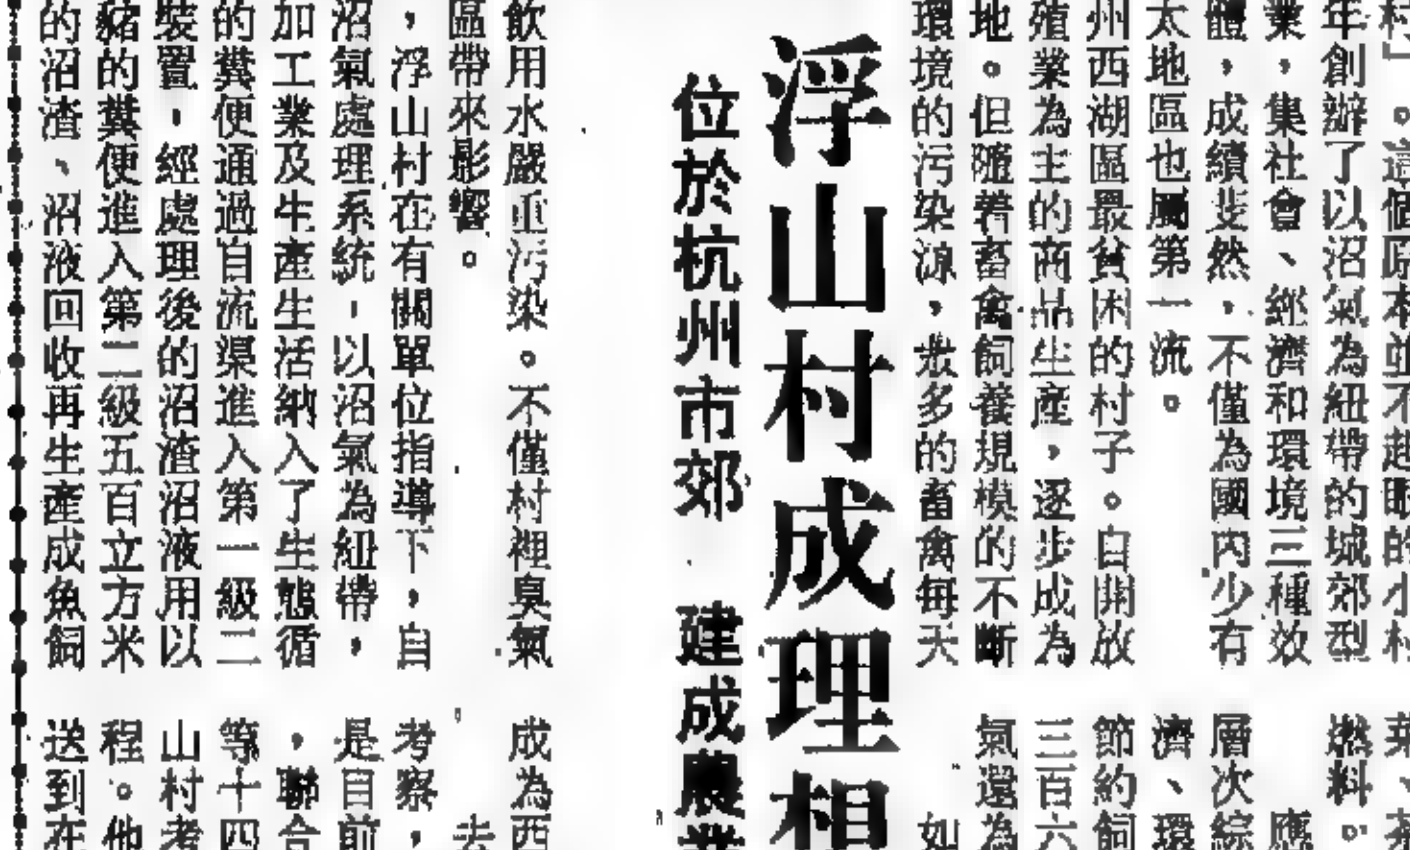 村」。這個原本並不起眼的小村
年創辦了以沼氣為紐帶的城郊型
業，集社會、經濟和環境三種效
體，成績斐然，不僅為國內少有
太地區也屬第一流。
州西湖區最貧困的村子。自開放
殖業為主的商品生產，逐步成為
地。但隨著畜禽飼養規模的不斷
環境的污染源，眾多的畜禽每天
浮山村成理想
位於杭州市郊 建成農業
飲用水嚴重污染。不僅村裡臭氣
區帶來影響。
，浮山村在有關單位指導下，自
沼氣處理系統，以沼氣為紐帶，
加工業及生產生活納入了生態循
的糞便通過自流渠進入第一級二
裝置，經處理後的沼渣沼液用以
豬的糞便進入第二級五百立方米
的沼渣、沼液回收再生產成魚飼
葉、茶
燃料。
應
層次綜
濟、環
節約飼
三百六
氣還為
如
成為西
去
考察，
是目前
，聯合
等十四
山村考
程。他
送到在